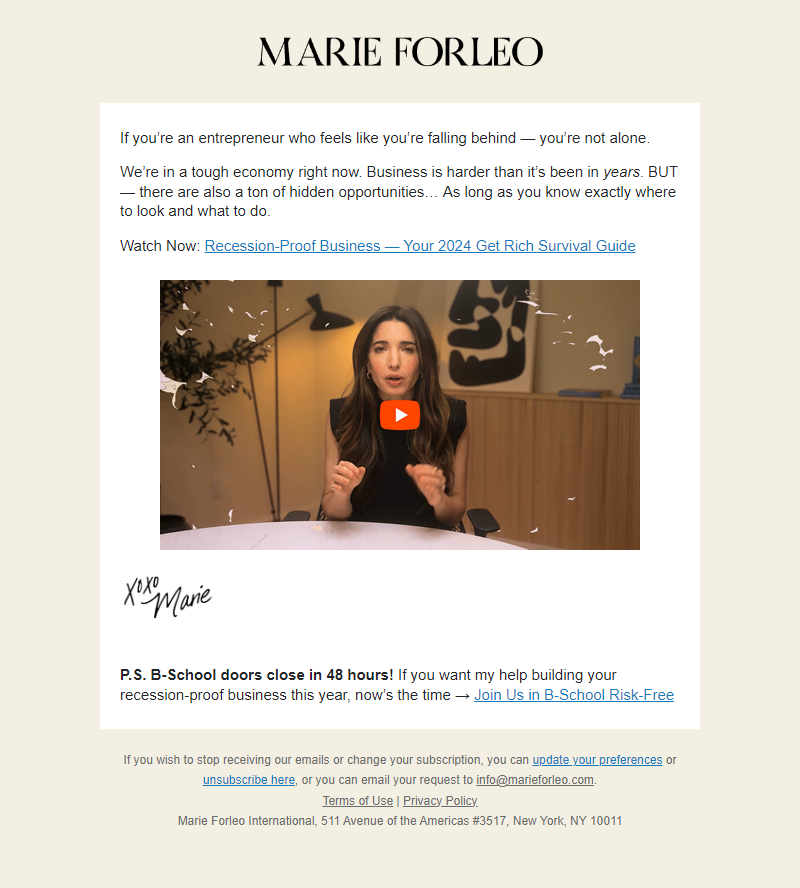 MARIE FORLEO
If you’re an entrepreneur who feels like you’re falling behind — you’re not alone.
We’re in a tough economy right now. Business is harder than it’s been in years. BUT
— there are also a ton of hidden opportunities… As long as you know exactly where
to look and what to do.
Watch Now: Recession-Proof Business — Your 2024 Get Rich Survival Guide
XOXO
Marie
P.S. B-School doors close in 48 hours! If you want my help building your
recession-proof business this year, now’s the time → Join Us in B-School Risk-Free
If you wish to stop receiving our emails or change your subscription, you can update your preferences or
unsubscribe here, or you can email your request to info@marieforleo.com.
Terms of Use | Privacy Policy
Marie Forleo International, 511 Avenue of the Americas #3517, New York, NY 10011